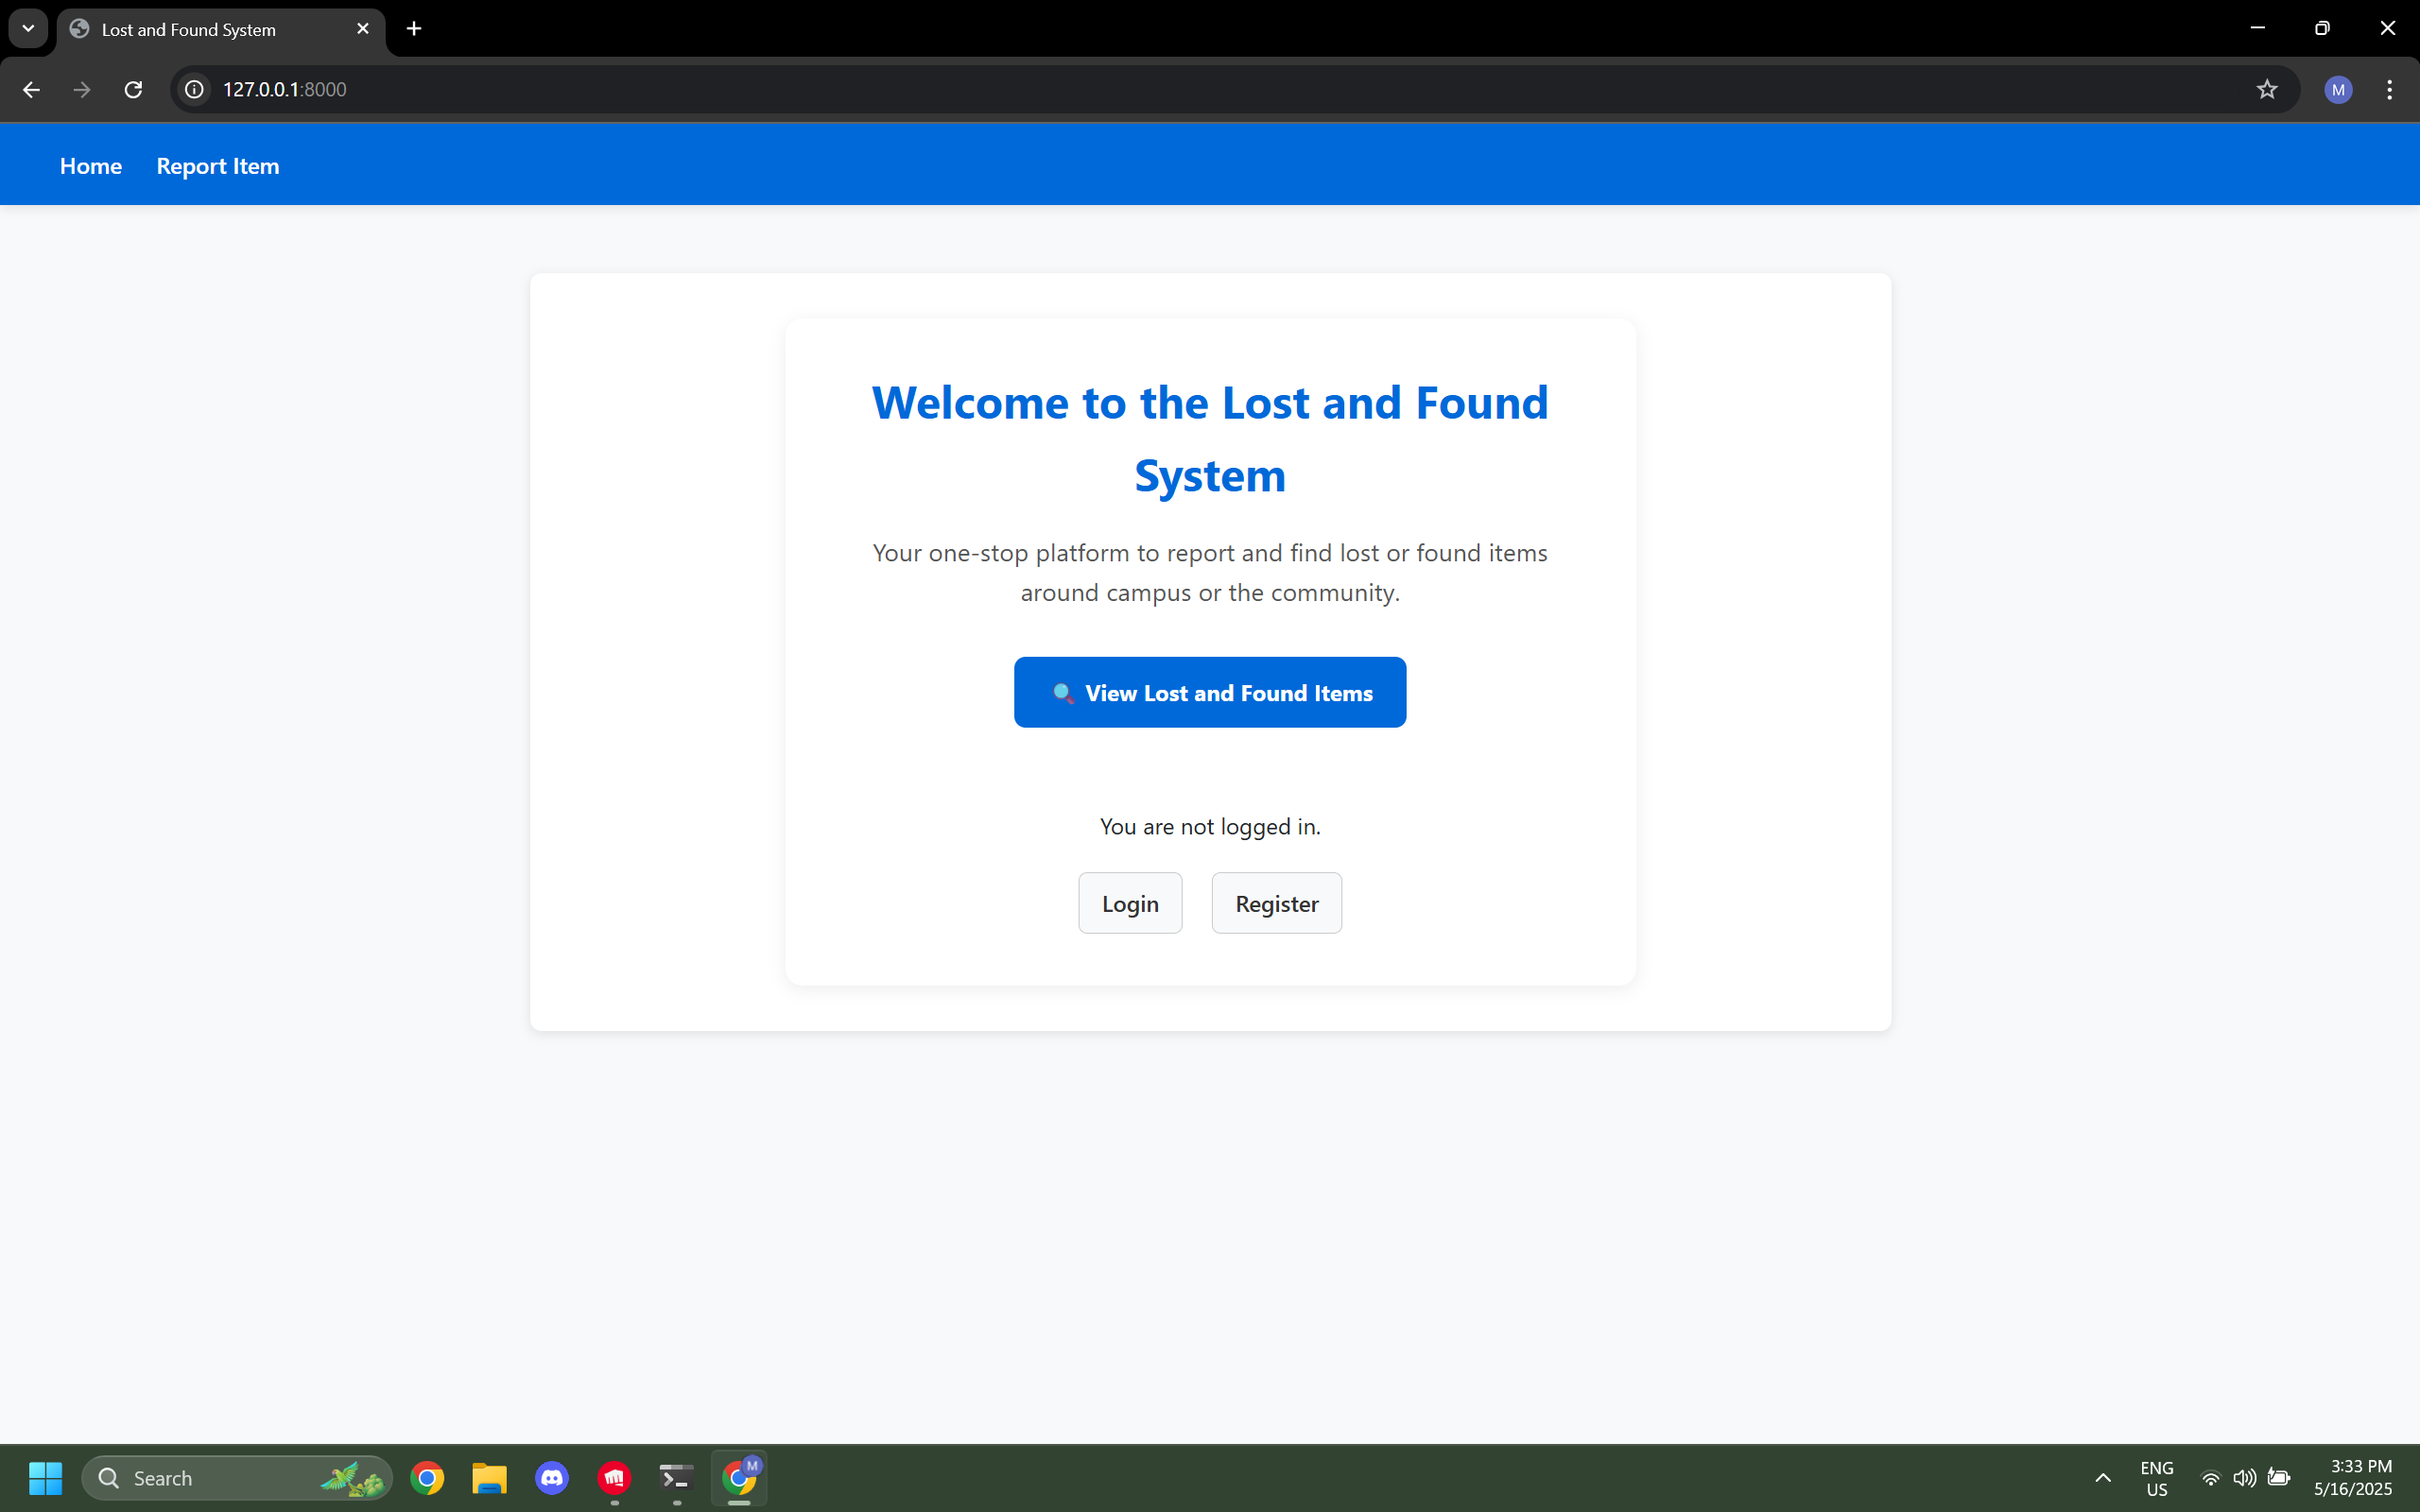 Lost and Found System
127.0.0.1:8000
M
Home Report Item
Welcome to the Lost and Found
System
Your one-stop platform to report and find lost or found items
around campus or the community.
View Lost and Found Items
You are not logged in.
Login Register
Search
M
ENG
US
3:33 PM
5/16/2025